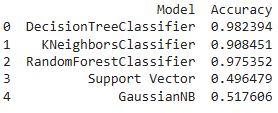 Model Accuracy
0 DecisionTreeClassifier 0.982394
1 KNeighborsClassifier 0.908451
2 RandomForestClassifier 0.975352
3 Support Vector 0.496479
4 GaussianNB 0.517606